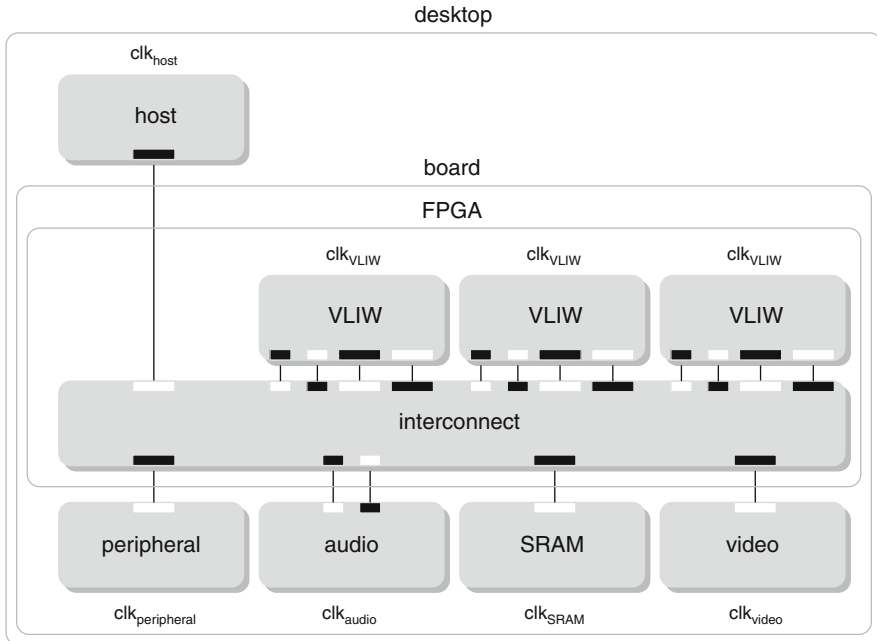 desktop
clk_host
host
board
FPGA
clk_VLIW clk_VLIW clk_VLIW
VLIW VLIW VLIW
interconnect
peripheral audio SRAM video
clk_peripheral clk_audio clk_SRAM clk_video